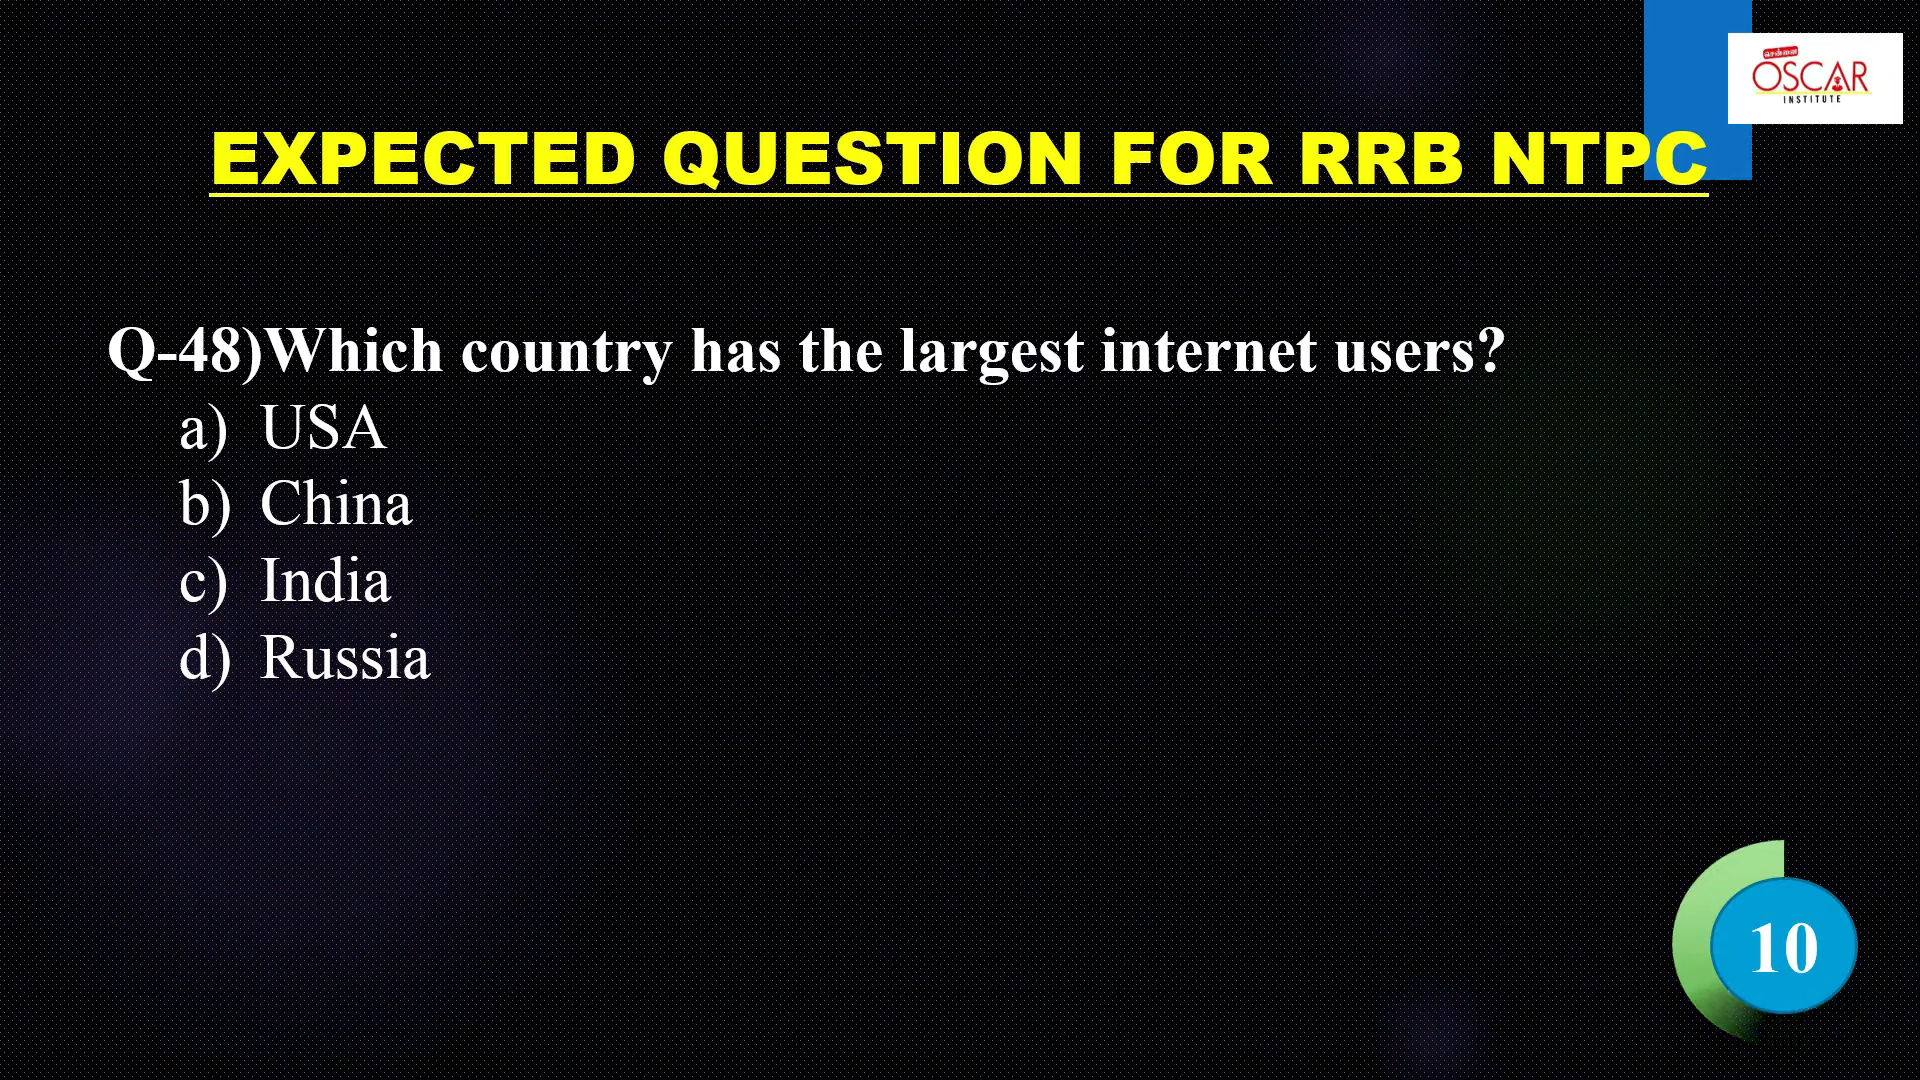 சென்னை
OSCAR
INSTITUTE
EXPECTED QUESTION FOR RRB NTPC
Q-48)Which country has the largest internet users?
a) USA
b) China
c) India
d) Russia
10